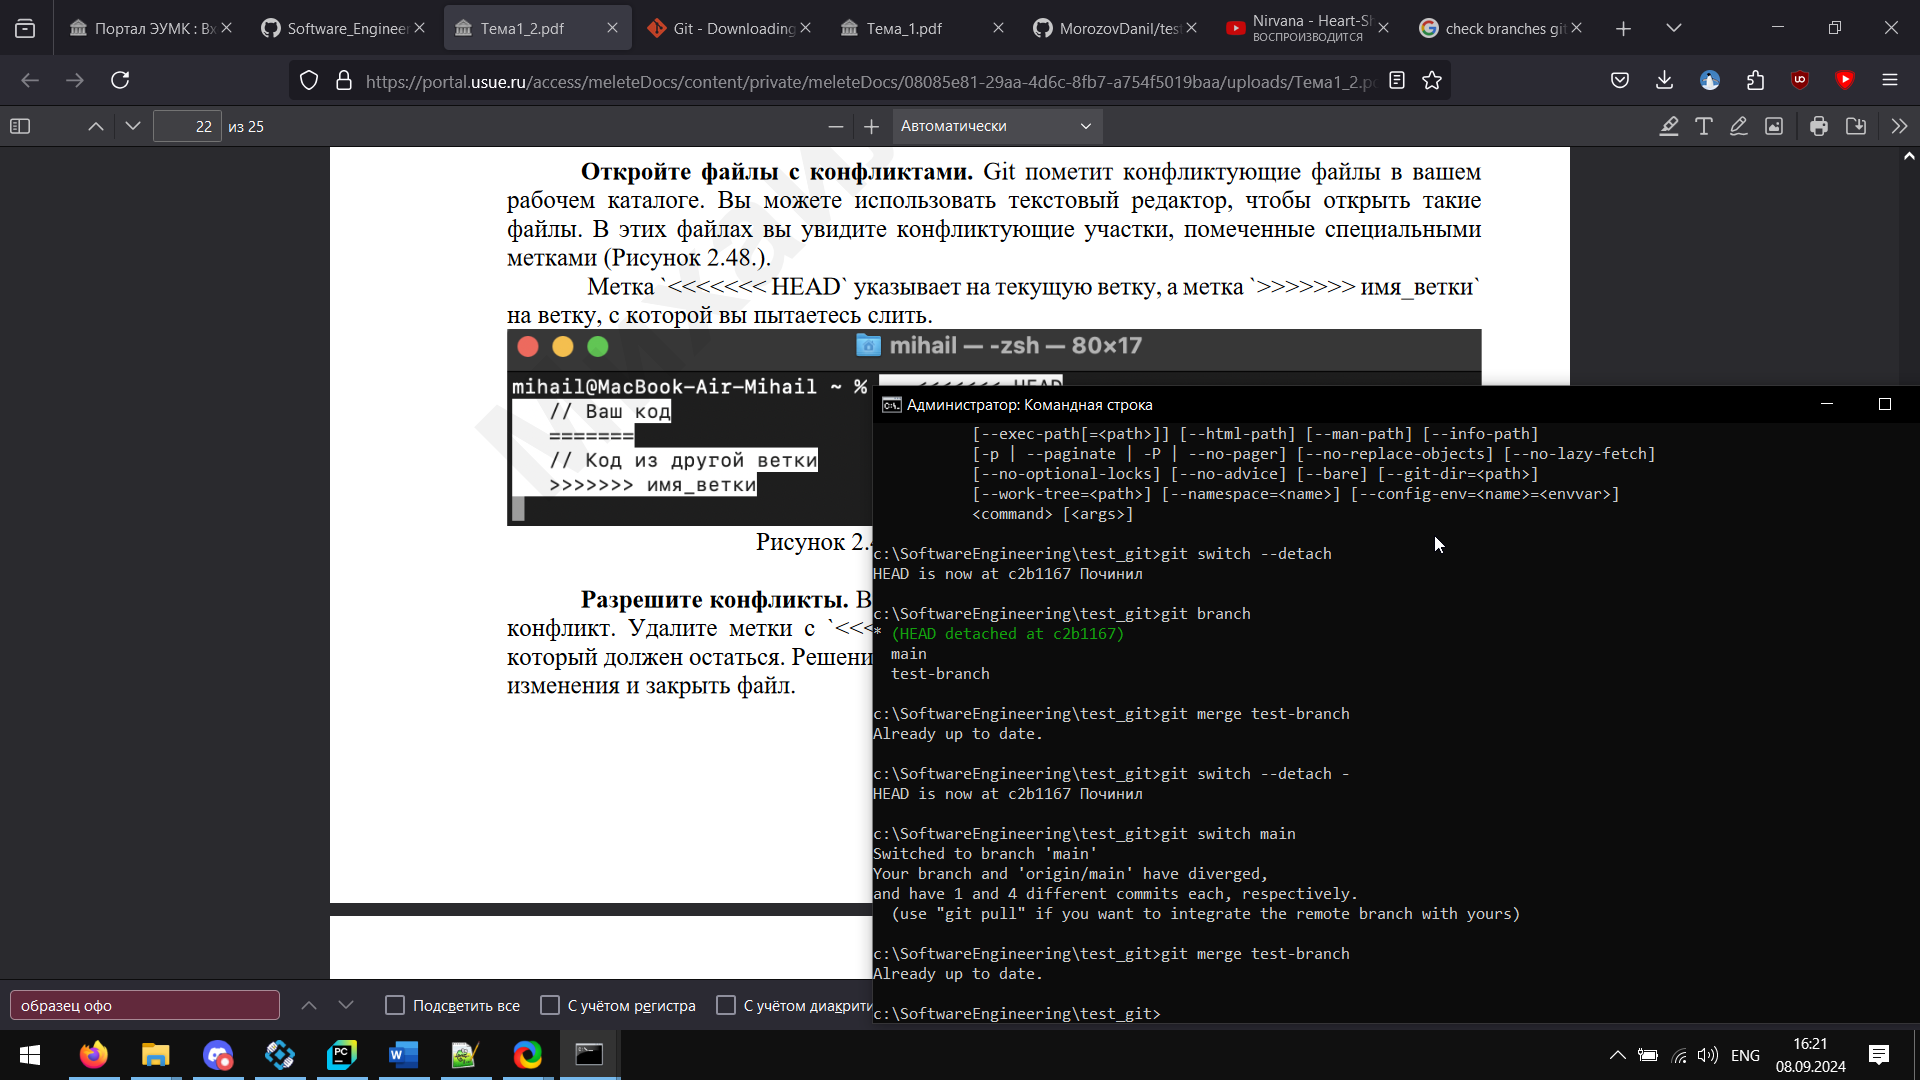 Портал ЭУМК : Вх
Software_Engineer
Тема1_2.pdf
Git - Downloading
Тема_1.pdf
MorozovDanil/test
Nirvana - Heart-Sh
ВОСПРОИЗВОДИТСЯ
check branches git
https://portal.usue.ru/access/meleteDocs/content/private/meleteDocs/08085e81-29aa-4d6c-8fb7-a754f5019baa/uploads/Тема1_2.pd
22 из 25
Автоматически
Откройте файлы с конфликтами. Git пометит конфликтующие файлы в вашем
рабочем каталоге. Вы можете использовать текстовый редактор, чтобы открыть такие
файлы. В этих файлах вы увидите конфликтующие участки, помеченные специальными
метками (Рисунок 2.48.).
Метка `<<<<<<< HEAD` указывает на текущую ветку, а метка `>>>>>>> имя_ветки`
на ветку, с которой вы пытаетесь слить.
mihail — -zsh — 80×17
mihail@MacBook-Air-Mihail ~ % <<<<<<< HEAD
// Ваш код
=======
// Код из другой ветки
>>>>>>> имя_ветки
Рисунок 2.4
Разрешите конфликты. В
конфликт. Удалите метки с `<<<
который должен остаться. Решени
изменения и закрыть файл.
Администратор: Командная строка
[--exec-path[=<path>]] [--html-path] [--man-path] [--info-path]
[-p | --paginate | -P | --no-pager] [--no-replace-objects] [--no-lazy-fetch]
[--no-optional-locks] [--no-advice] [--bare] [--git-dir=<path>]
[--work-tree=<path>] [--namespace=<name>] [--config-env=<name>=<envvar>]
<command> [<args>]
c:\SoftwareEngineering\test_git>git switch --detach
HEAD is now at c2b1167 Починил
c:\SoftwareEngineering\test_git>git branch
* (HEAD detached at c2b1167)
main
test-branch
c:\SoftwareEngineering\test_git>git merge test-branch
Already up to date.
c:\SoftwareEngineering\test_git>git switch --detach -
HEAD is now at c2b1167 Починил
c:\SoftwareEngineering\test_git>git switch main
Switched to branch 'main'
Your branch and 'origin/main' have diverged,
and have 1 and 4 different commits each, respectively.
(use "git pull" if you want to integrate the remote branch with yours)
c:\SoftwareEngineering\test_git>git merge test-branch
Already up to date.
c:\SoftwareEngineering\test_git>
образец офо
Подсветить все
С учётом регистра
С учётом диакрити
ENG
16:21
08.09.2024